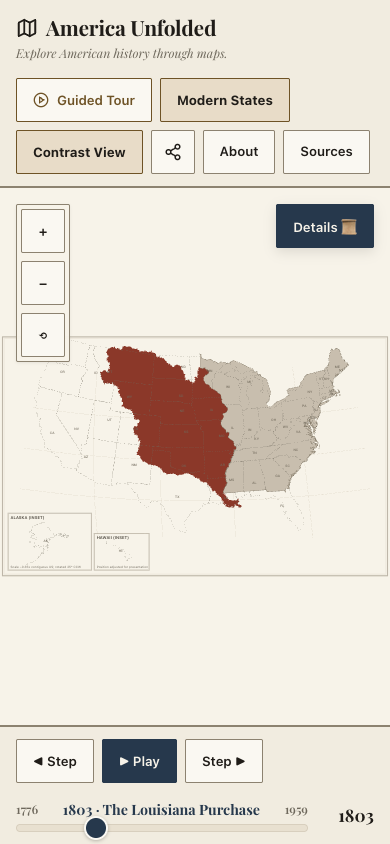 America Unfolded
Explore American history through maps.
Guided Tour
Modern States
Contrast View
About
Sources
+
Details
−
ALASKA (INSET)
HAWAII (INSET)
Step
Play
Step
1776
1803 · The Louisiana Purchase
1959
1803